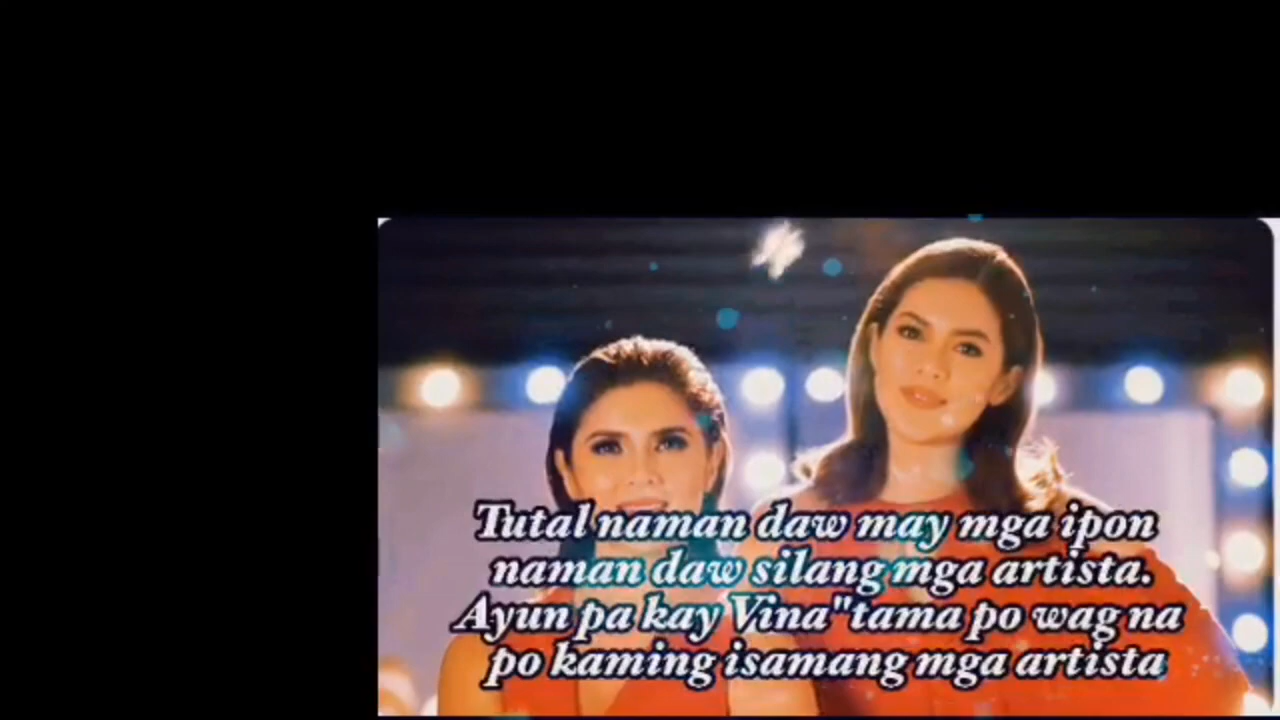 Tutal naman daw may mga ipon
naman daw silang mga artista.
Ayun pa kay Vina"tama po wag na
po kaming isamang mga artista